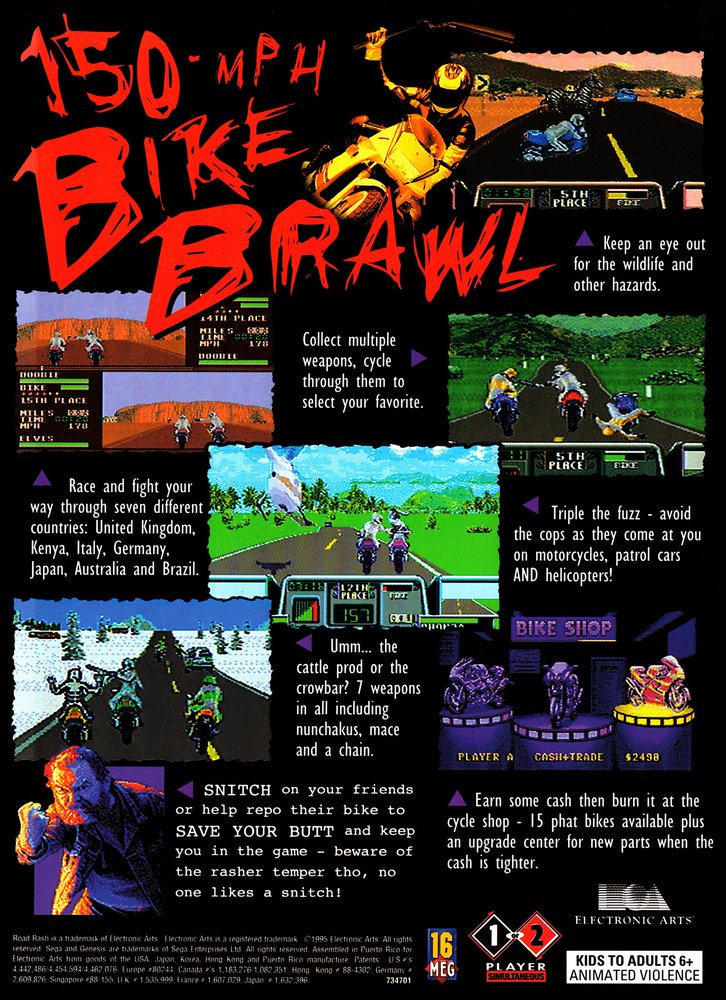 150-MPH
BIKE
BRAWL
01:58
5TH
PLACE
BIKE
Keep an eye out
for the wildlife and
other hazards.
14TH PLACE
MILES
TIME
MPH 178
DOOBIE
DOOBIE
BIKE
15TH PLACE
MILES
TIME
MPH 178
ELVIS
Collect multiple
weapons, cycle
through them to
select your favorite.
5TH
PLACE
BIKE
Race and fight your
way through seven different
countries: United Kingdom,
Kenya, Italy, Germany,
Japan, Australia and Brazil.
12TH
PLACE
BIKE
157
Triple the fuzz - avoid
the cops as they come at you
on motorcycles, patrol cars
AND helicopters!
Umm... the
cattle prod or the
crowbar? 7 weapons
in all including
nunchakus, mace
and a chain.
BIKE SHOP
PLAYER A CASH+TRADE $2490
SNITCH on your friends
or help repo their bike to
SAVE YOUR BUTT and keep
you in the game - beware of
the rasher temper tho, no
one likes a snitch!
Earn some cash then burn it at the
cycle shop - 15 phat bikes available plus
an upgrade center for new parts when the
cash is tighter.
Road Rash is a trademark of Electronic Arts. Electronic Arts is a registered trademark. ©1995 Electronic Arts. All rights
reserved. Sega and Genesis are trademarks of Sega Enterprises Ltd. All rights reserved. Assembled in Puerto Rico for
Electronic Arts from goods of the USA, Japan, Korea, Hong Kong and Puerto Rico manufacture. Patents: U.S.#'s
4,442,486/4,454,594/4,462,076. Europe #80244; Canada #'s 1,183,276/1,082,351; Hong Kong # 88-4302; Germany #
2,609,826; Singapore #88-155; U.K. # 1,535,999; France # 1,607,029; Japan # 1,632,396.
734701
16
MEG
1 or 2
PLAYER
SIMULTANEOUS
EA
ELECTRONIC ARTS
KIDS TO ADULTS 6+
ANIMATED VIOLENCE